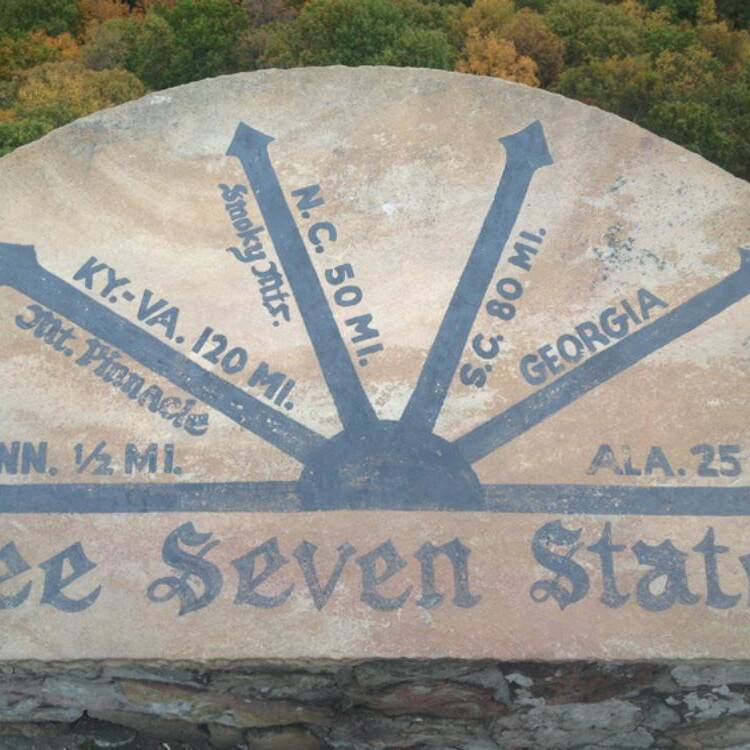 Smoky Mts.
N.C. 50 MI.
S.C. 80 MI.
KY.-VA. 120 MI.
Mt. Pinnacle
GEORGIA
NN. ½ MI.
ALA. 25
ee Seven Stat